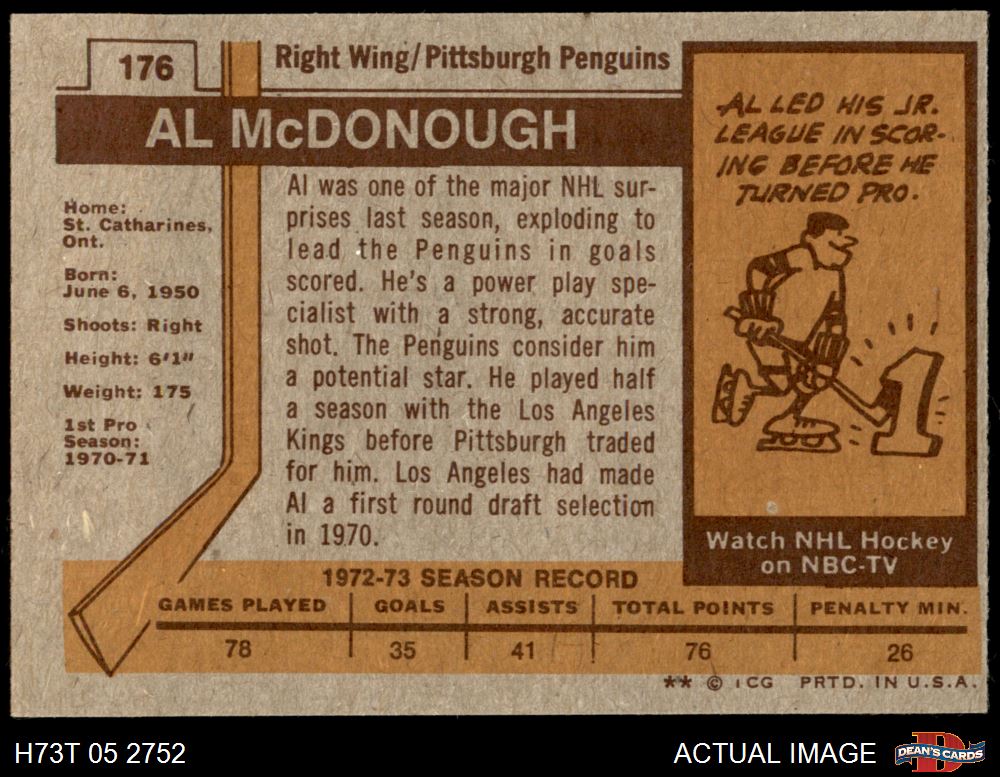 176
Right Wing/Pittsburgh Penguins
AL McDONOUGH
Home:
St. Catharines,
Ont.
Born:
June 6, 1950
Shoots: Right
Height: 6'1"
Weight: 175
1st Pro
Season:
1970-71
Al was one of the major NHL sur-
prises last season, exploding to
lead the Penguins in goals
scored. He's a power play spe-
cialist with a strong, accurate
shot. The Penguins consider him
a potential star. He played half
a season with the Los Angeles
Kings before Pittsburgh traded
for him. Los Angeles had made
Al a first round draft selection
in 1970.
AL LED HIS JR.
LEAGUE IN SCOR-
ING BEFORE HE
TURNED PRO.
1
Watch NHL Hockey
on NBC-TV
1972-73 SEASON RECORD
GAMES PLAYED GOALS ASSISTS TOTAL POINTS PENALTY MIN.
78 35 41 76 26
** © TCG PRTD. IN U.S.A.
H73T 05 2752
ACTUAL IMAGE
D
DEAN'S CARDS